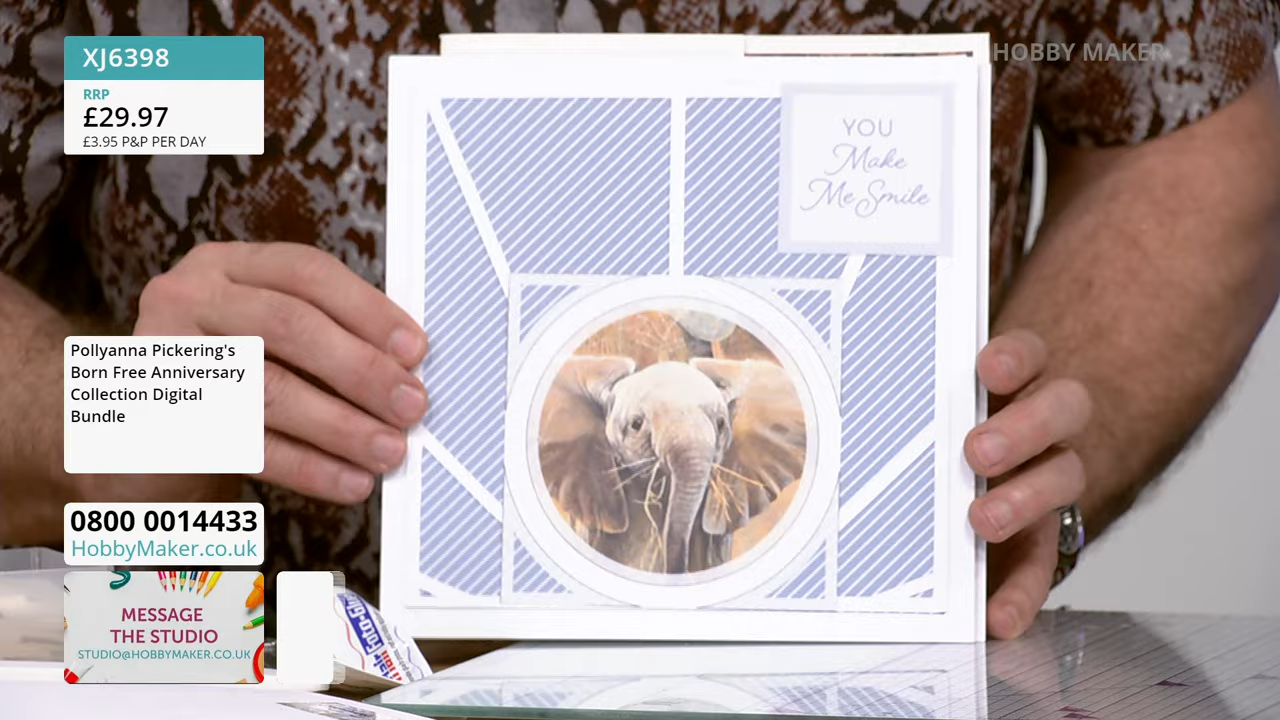 XJ6398
RRP
£29.97
£3.95 P&P PER DAY
HOBBY MAKER
YOU
Make
Me Smile
Pollyanna Pickering's
Born Free Anniversary
Collection Digital
Bundle
0800 0014433
HobbyMaker.co.uk
MESSAGE
THE STUDIO
STUDIO@HOBBYMAKER.CO.UK